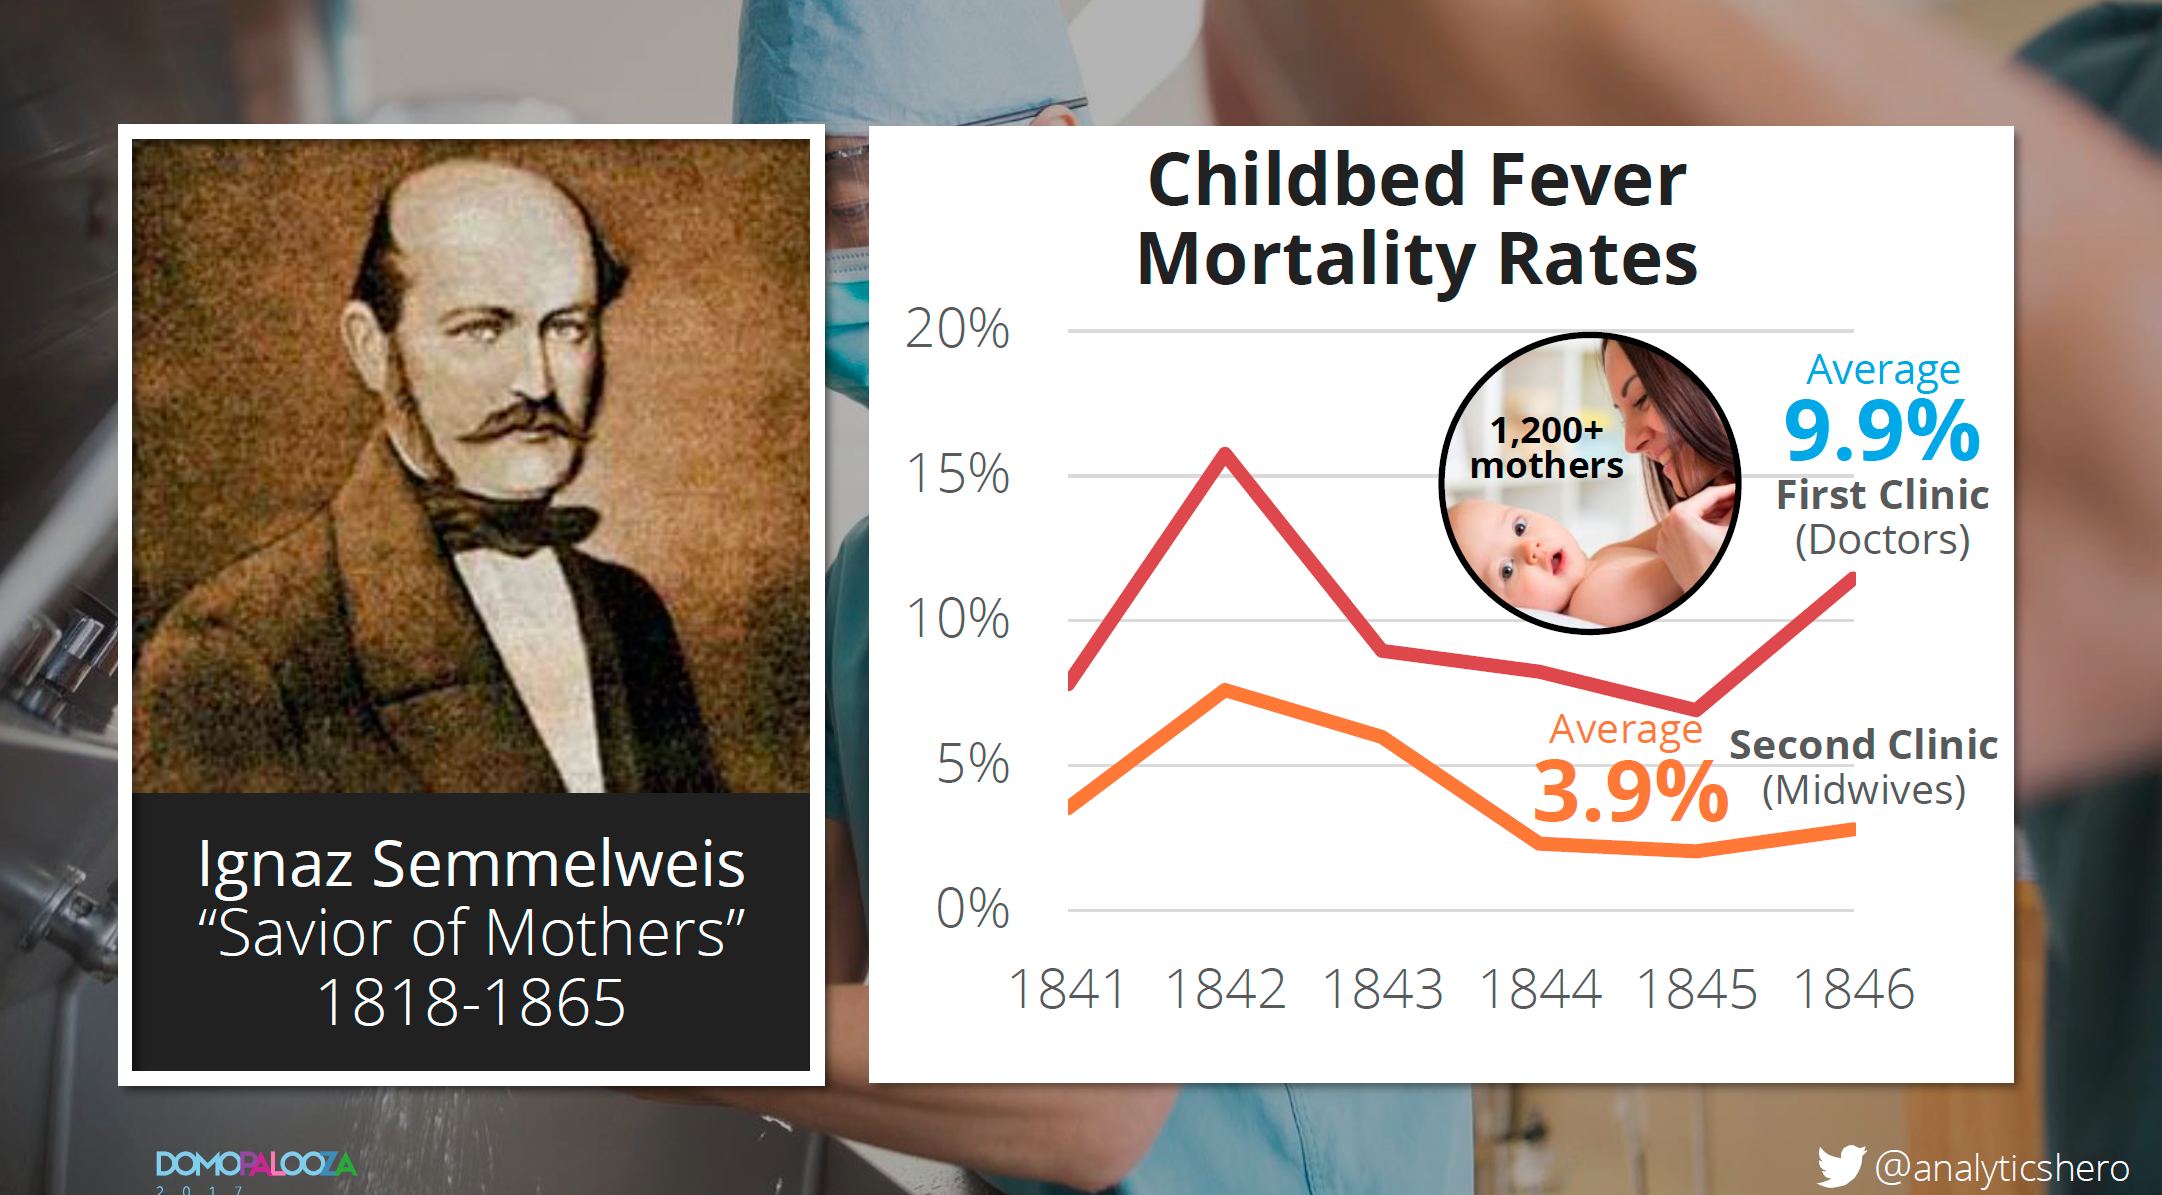 Ignaz Semmelweis
“Savior of Mothers”
1818-1865
Childbed Fever
Mortality Rates
20%
15%
10%
5%
0%
1,200+
mothers
Average
9.9%
First Clinic
(Doctors)
Average
3.9%
Second Clinic
(Midwives)
1841 1842 1843 1844 1845 1846
DOMOPALOOZA
2017
@analyticshero